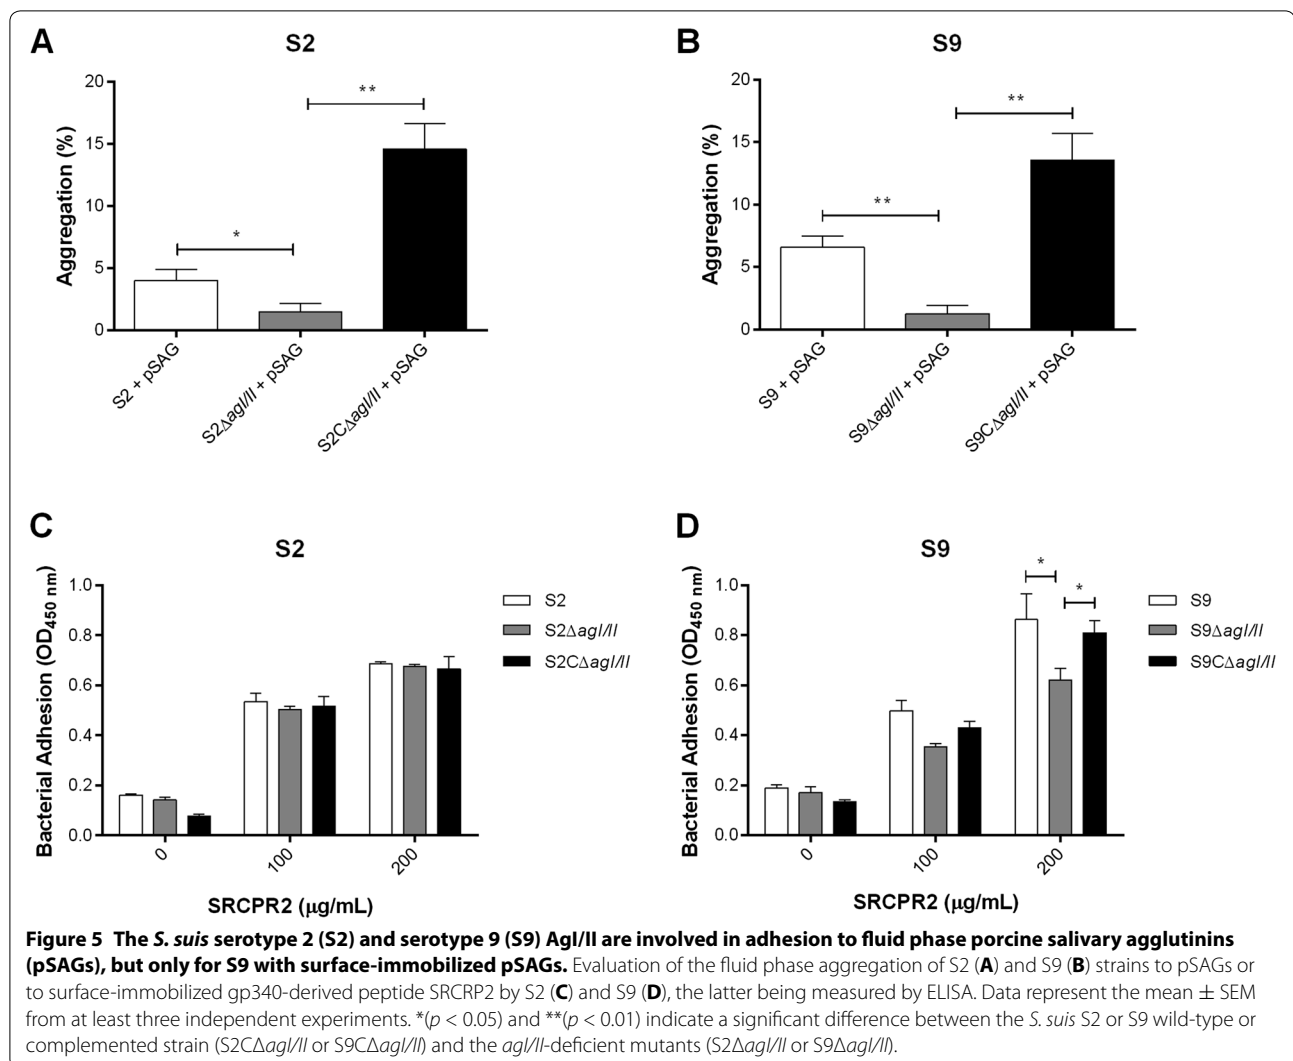 A
S2
Aggregation (%)
20
15
10
5
0
*
**
S2 + pSAG
S2ΔagI/II + pSAG
S2CΔagI/II + pSAG
B
S9
Aggregation (%)
20
15
10
5
0
**
**
S9 + pSAG
S9ΔagI/II + pSAG
S9CΔagI/II + pSAG
C
S2
Bacterial Adhesion (OD450 nm)
1.0
0.8
0.6
0.4
0.2
0.0
0
100
200
SRCPR2 (µg/mL)
S2
S2ΔagI/II
S2CΔagI/II
D
S9
Bacterial Adhesion (OD450 nm)
1.0
0.8
0.6
0.4
0.2
0.0
*
*
0
100
200
SRCPR2 (µg/mL)
S9
S9ΔagI/II
S9CΔagI/II
Figure 5 The S. suis serotype 2 (S2) and serotype 9 (S9) AgI/II are involved in adhesion to fluid phase porcine salivary agglutinins
(pSAGs), but only for S9 with surface-immobilized pSAGs. Evaluation of the fluid phase aggregation of S2 (A) and S9 (B) strains to pSAGs or
to surface-immobilized gp340-derived peptide SRCRP2 by S2 (C) and S9 (D), the latter being measured by ELISA. Data represent the mean ± SEM
from at least three independent experiments. *(p < 0.05) and **(p < 0.01) indicate a significant difference between the S. suis S2 or S9 wild-type or
complemented strain (S2CΔagI/II or S9CΔagI/II) and the agI/II-deficient mutants (S2ΔagI/II or S9ΔagI/II).